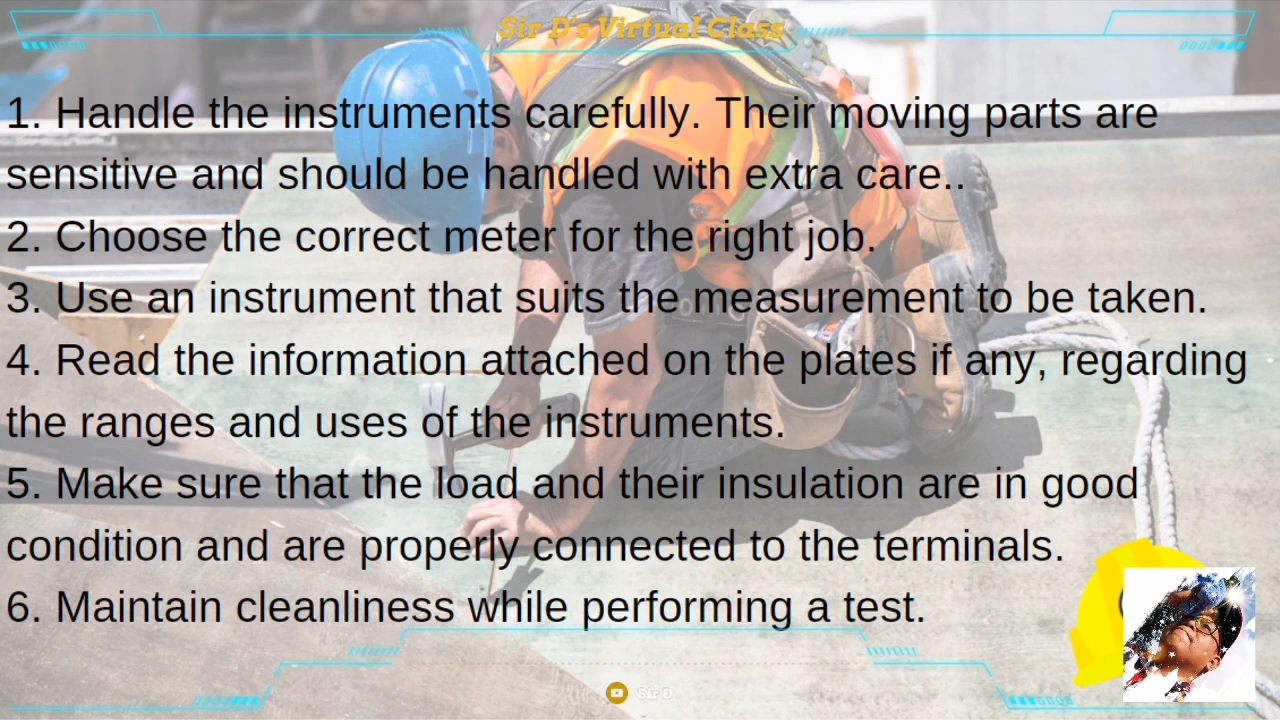 Sir D's Virtual Class
1. Handle the instruments carefully. Their moving parts are
sensitive and should be handled with extra care..
2. Choose the correct meter for the right job.
3. Use an instrument that suits the measurement to be taken.
4. Read the information attached on the plates if any, regarding
the ranges and uses of the instruments.
5. Make sure that the load and their insulation are in good
condition and are properly connected to the terminals.
6. Maintain cleanliness while performing a test.
Sir D